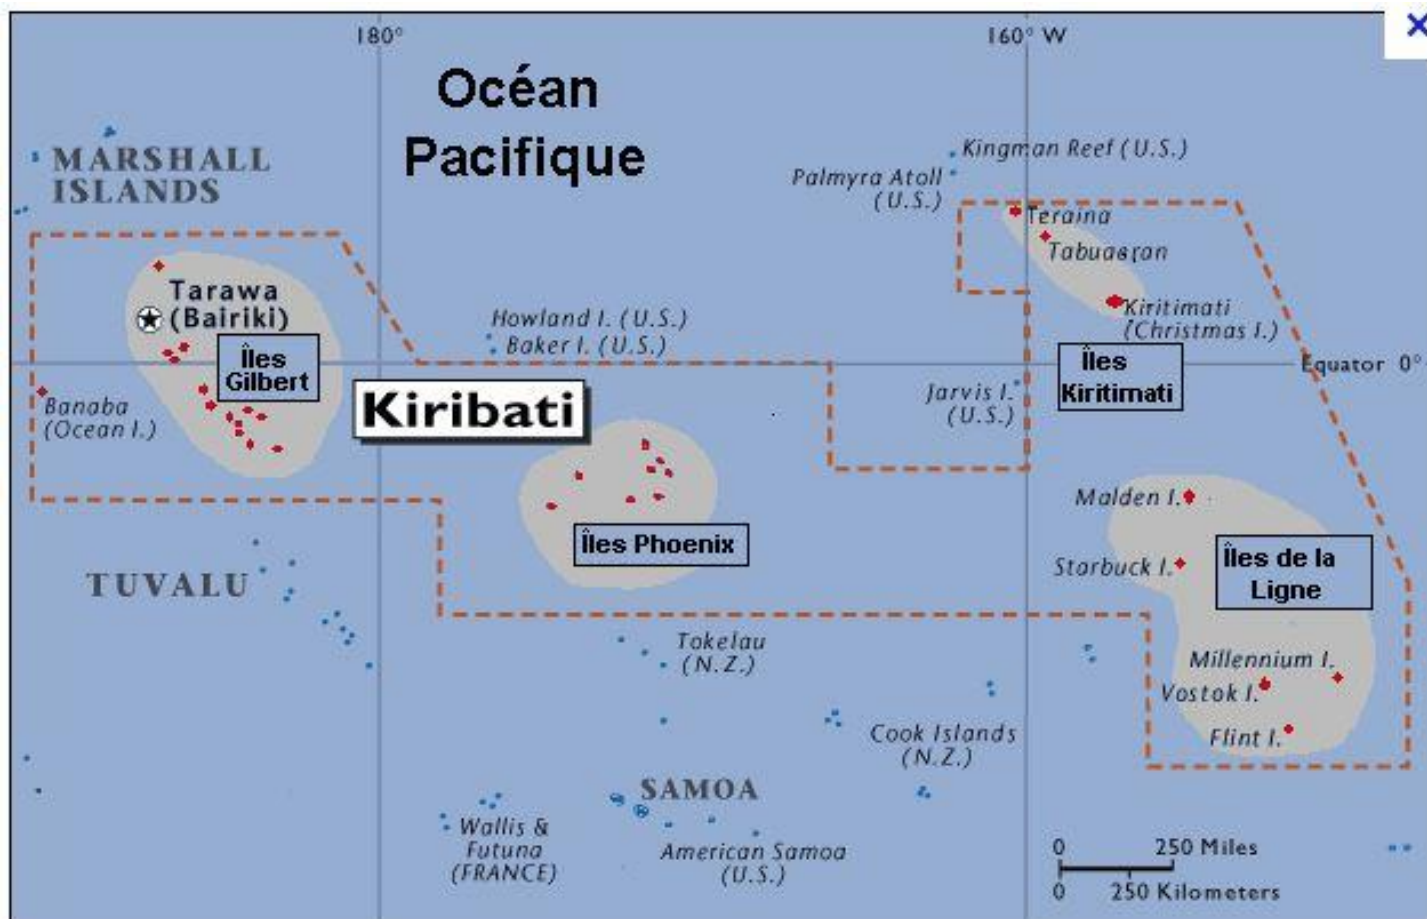 180°
160° W
Océan
Pacifique
MARSHALL
ISLANDS
Kingman Reef (U.S.)
Palmyra Atoll
(U.S.)
Teraina
Tabuaeran
Tarawa
(Bairiki)
Kiritimati
(Christmas I.)
Howland I. (U.S.)
Baker I. (U.S.)
Îles
Gilbert
Îles
Kiritimati
Equator 0°
Banaba
(Ocean I.)
Kiribati
Jarvis I.
(U.S.)
Malden I.
Îles Phoenix
Starbuck I.
Îles de la
Ligne
TUVALU
Tokelau
(N.Z.)
Millennium I.
Vostok I.
Flint I.
Cook Islands
(N.Z.)
SAMOA
Wallis &
Futuna
(FRANCE)
American Samoa
(U.S.)
0 250 Miles
0 250 Kilometers